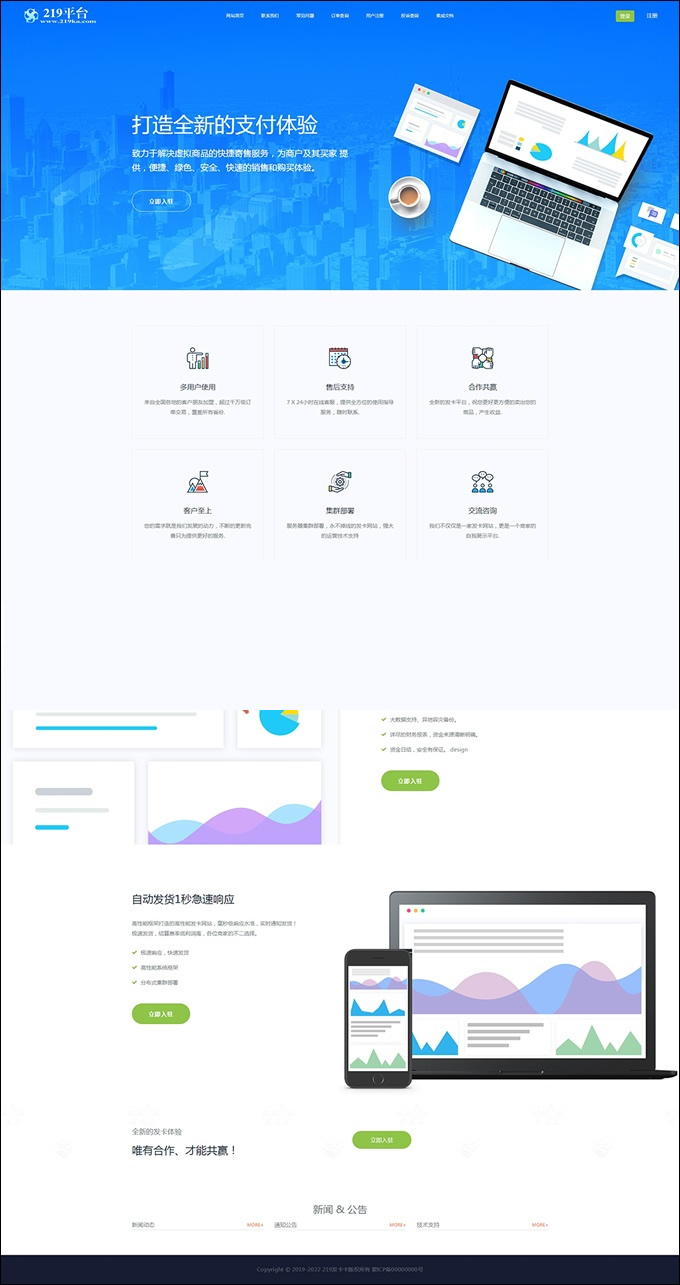 219平台
www.219ka.com
网站首页 联系我们 常见问题 订单查询 用户注册 投诉查询 集成文档
登录 注册
打造全新的支付体验
致力于解决虚拟商品的快捷寄售服务，为商户及其买家 提
供，便捷、绿色、安全、快速的销售和购买体验。
立即入驻
多用户使用
来自全国各地的客户朋友加盟，超过千万级订
单交易，覆盖所有省份.
售后支持
7 X 24小时在线客服，提供全方位的使用指导
服务，随时联系.
合作共赢
全新的发卡平台，祝您更好更方便的卖出您的
商品，产生收益.
客户至上
您的需求就是我们发展的动力，不断的更新完
善只为提供更好的服务.
集群部署
服务器集群部署，永不掉线的发卡网站，强大
的运营技术支持
交流咨询
我们不仅仅是一家发卡网站，更是一个商家的
自我展示平台.
大数据支持、异地容灾备份。
详尽的财务报表，资金来源清晰明确。
资金日结，安全有保证。 design
立即入驻
自动发货1秒急速响应
高性能框架打造的高性能发卡网站，毫秒级响应水准，实时通知发货！
极速发货，结算费率低利润高，各位商家的不二选择。
极速响应，快速发货
高性能系统框架
分布式集群部署
立即入驻
全新的发卡体验
唯有合作、才能共赢！
立即入驻
新闻 & 公告
新闻动态 MORE+ 通知公告 MORE+ 技术支持 MORE+
Copyright © 2019-2022 219发卡卡版权所有 蒙ICP备00000000号